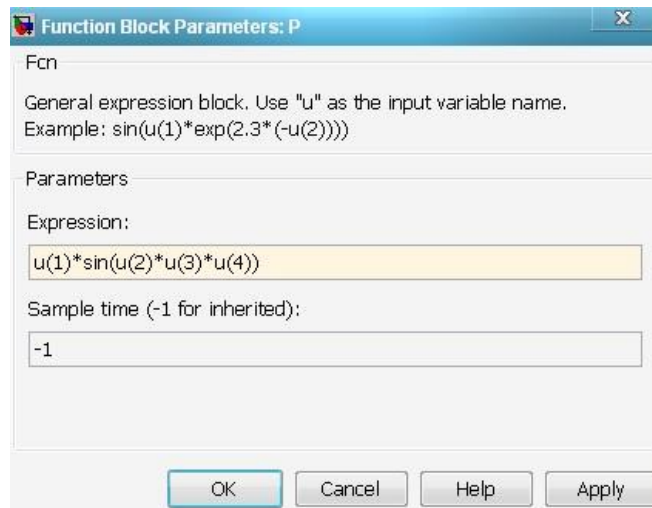 Function Block Parameters: P
Fcn
General expression block. Use "u" as the input variable name.
Example: sin(u(1)*exp(2.3*(-u(2))))
Parameters
Expression:
u(1)*sin(u(2)*u(3)*u(4))
Sample time (-1 for inherited):
-1
OK Cancel Help Apply